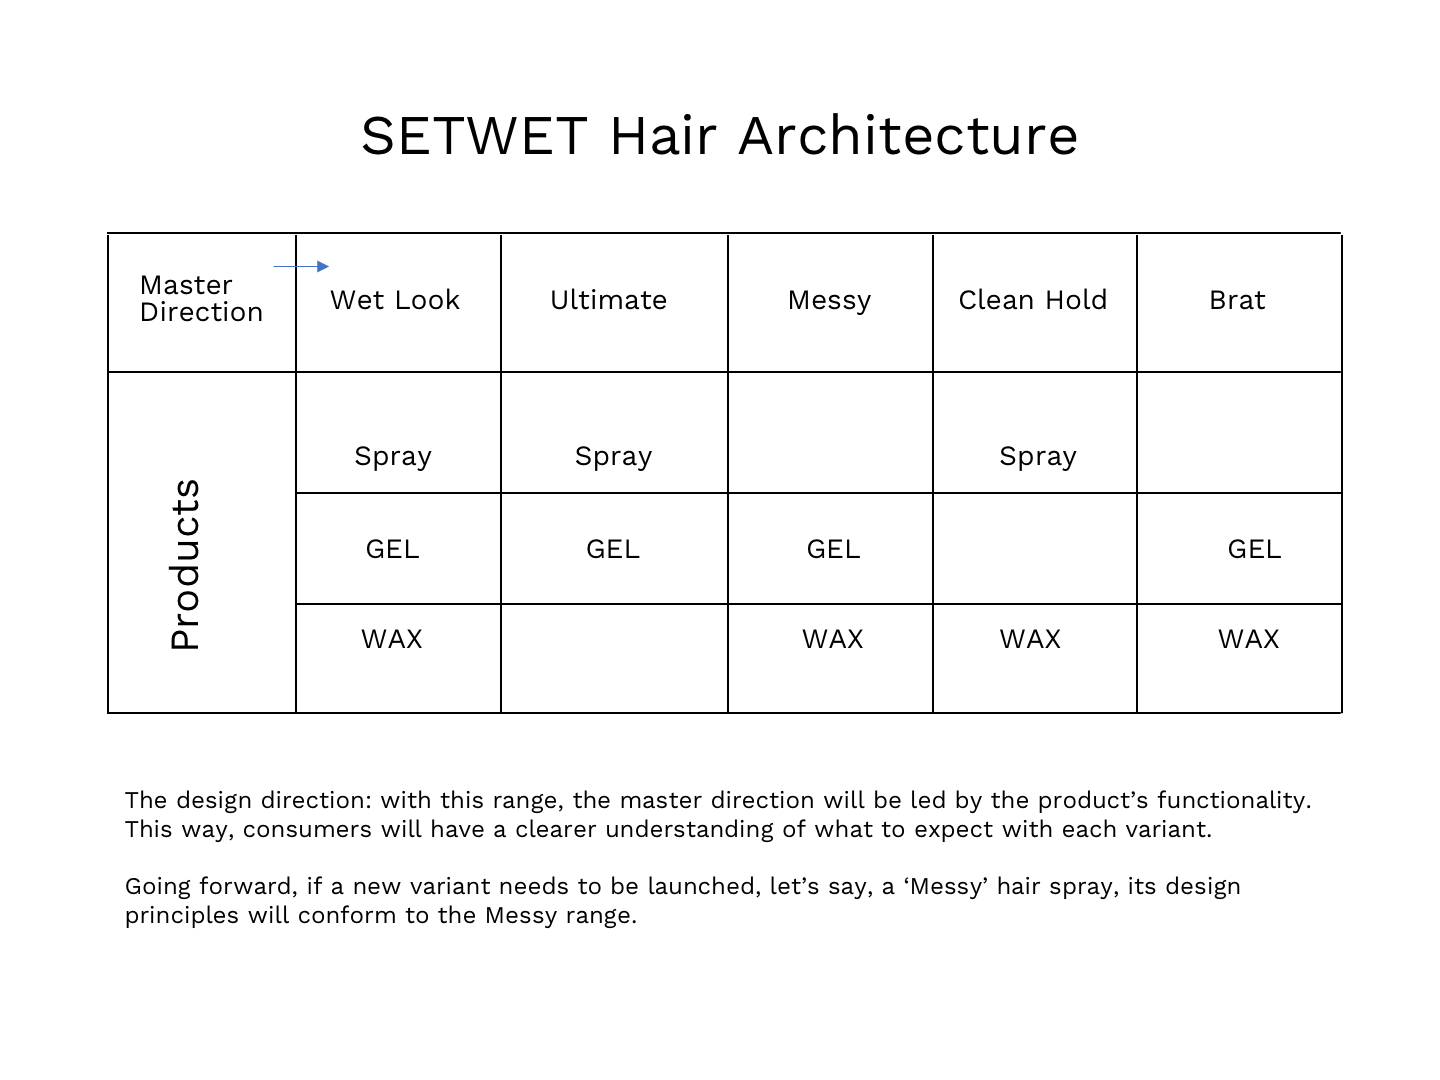 SETWET Hair Architecture
Master
Direction
Wet Look
Ultimate
Messy
Clean Hold
Brat
Products
Spray
Spray
Spray
GEL
GEL
GEL
GEL
WAX
WAX
WAX
WAX
The design direction: with this range, the master direction will be led by the product’s functionality.
This way, consumers will have a clearer understanding of what to expect with each variant.
Going forward, if a new variant needs to be launched, let’s say, a ‘Messy’ hair spray, its design
principles will conform to the Messy range.